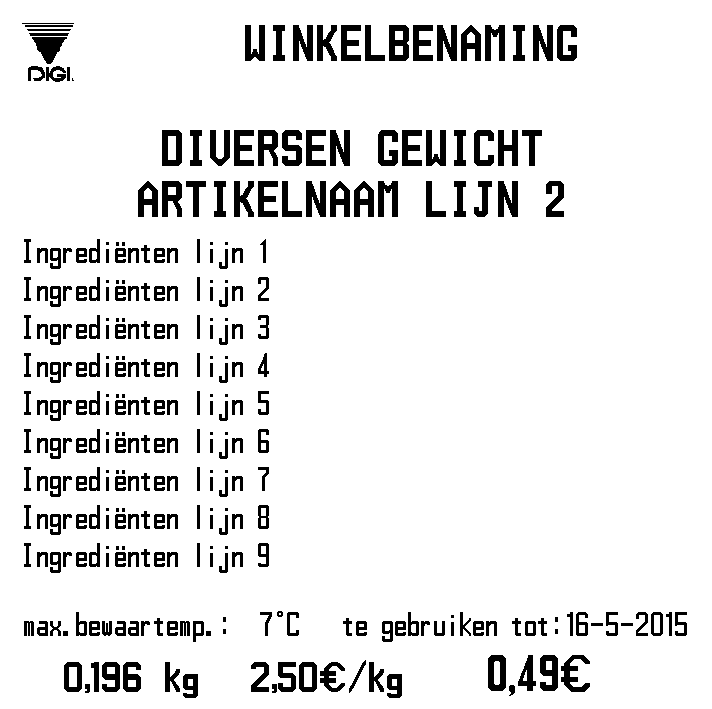 DIGI.
WINKELBENAMING
DIVERSEN GEWICHT
ARTIKELNAAM LIJN 2
Ingrediënten lijn 1
Ingrediënten lijn 2
Ingrediënten lijn 3
Ingrediënten lijn 4
Ingrediënten lijn 5
Ingrediënten lijn 6
Ingrediënten lijn 7
Ingrediënten lijn 8
Ingrediënten lijn 9
max.bewaartemp.: 7°C te gebruiken tot:16-5-2015
0,196 kg 2,50€/kg 0,49€